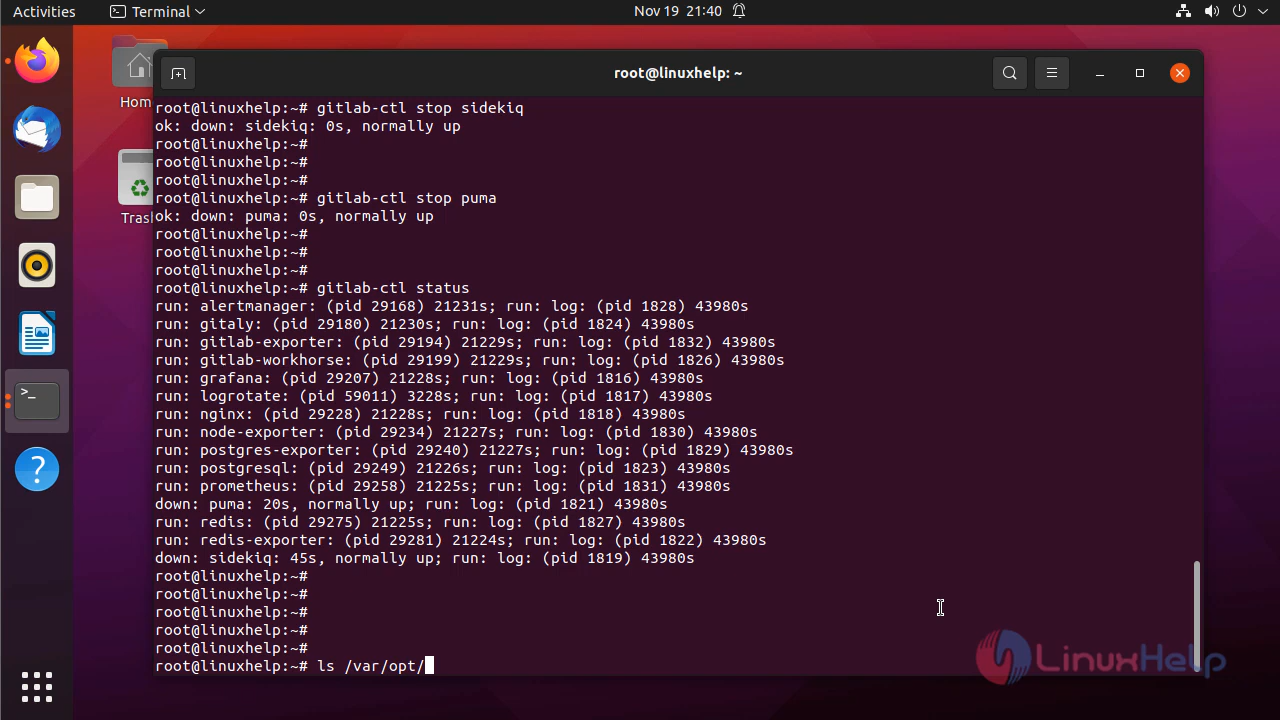 Activities
Terminal
Nov 19 21:40
Home
Trash
root@linuxhelp: ~
root@linuxhelp:~# gitlab-ctl stop sidekiq
ok: down: sidekiq: 0s, normally up
root@linuxhelp:~#
root@linuxhelp:~#
root@linuxhelp:~#
root@linuxhelp:~# gitlab-ctl stop puma
ok: down: puma: 0s, normally up
root@linuxhelp:~#
root@linuxhelp:~#
root@linuxhelp:~#
root@linuxhelp:~# gitlab-ctl status
run: alertmanager: (pid 29168) 21231s; run: log: (pid 1828) 43980s
run: gitaly: (pid 29180) 21230s; run: log: (pid 1824) 43980s
run: gitlab-exporter: (pid 29194) 21229s; run: log: (pid 1832) 43980s
run: gitlab-workhorse: (pid 29199) 21229s; run: log: (pid 1826) 43980s
run: grafana: (pid 29207) 21228s; run: log: (pid 1816) 43980s
run: logrotate: (pid 59011) 3228s; run: log: (pid 1817) 43980s
run: nginx: (pid 29228) 21228s; run: log: (pid 1818) 43980s
run: node-exporter: (pid 29234) 21227s; run: log: (pid 1830) 43980s
run: postgres-exporter: (pid 29240) 21227s; run: log: (pid 1829) 43980s
run: postgresql: (pid 29249) 21226s; run: log: (pid 1823) 43980s
run: prometheus: (pid 29258) 21225s; run: log: (pid 1831) 43980s
down: puma: 20s, normally up; run: log: (pid 1821) 43980s
run: redis: (pid 29275) 21225s; run: log: (pid 1827) 43980s
run: redis-exporter: (pid 29281) 21224s; run: log: (pid 1822) 43980s
down: sidekiq: 45s, normally up; run: log: (pid 1819) 43980s
root@linuxhelp:~#
root@linuxhelp:~#
root@linuxhelp:~#
root@linuxhelp:~#
root@linuxhelp:~#
root@linuxhelp:~# ls /var/opt/
LinuxHelp